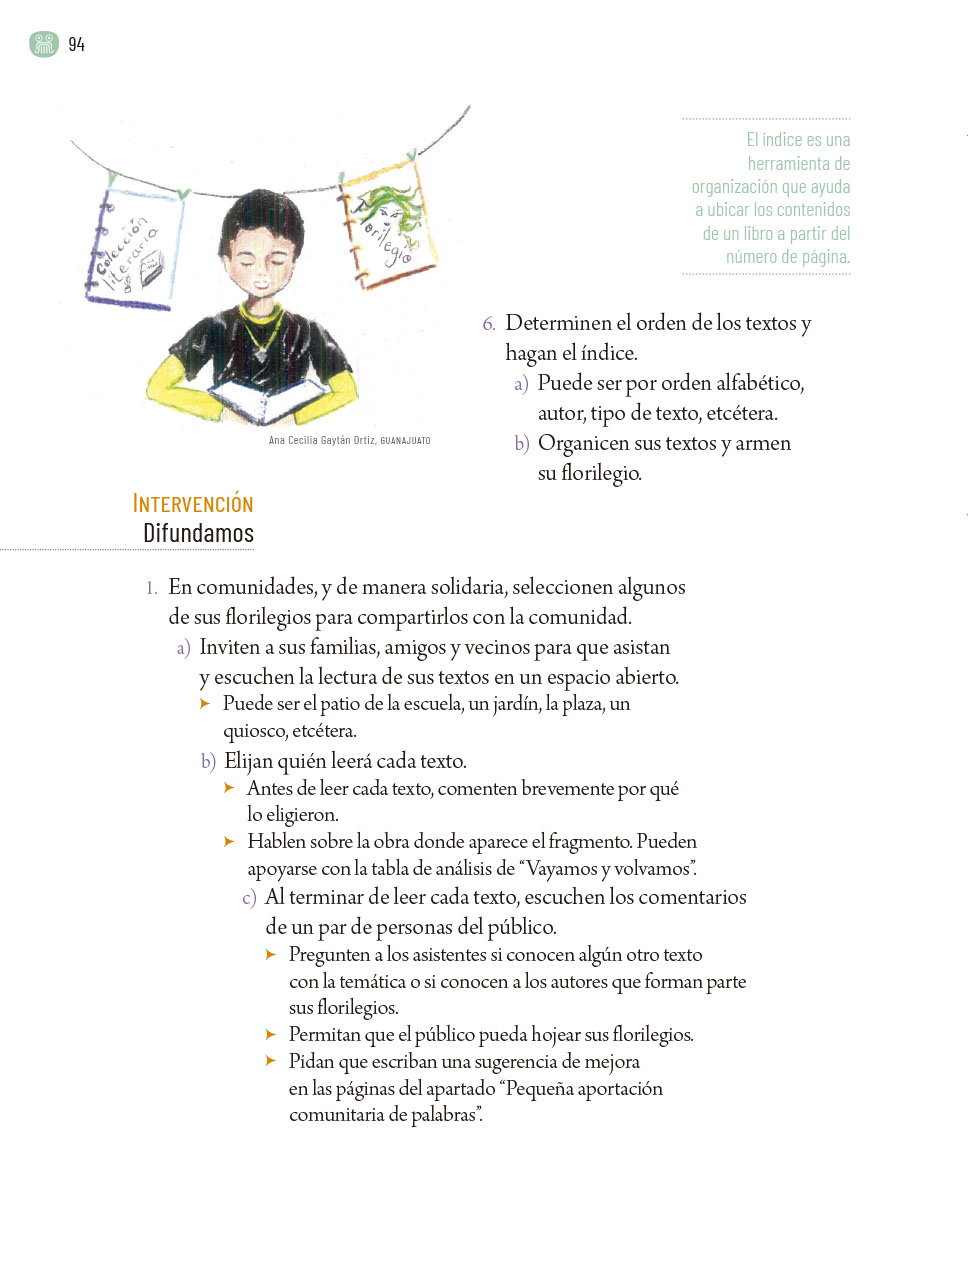 94
El índice es una
herramienta de
organización que ayuda
a ubicar los contenidos
de un libro a partir del
número de página.
Colección
literaria
Florilegio
Ana Cecilia Gaytán Ortiz, GUANAJUATO
6. Determinen el orden de los textos y
hagan el índice.
a) Puede ser por orden alfabético,
autor, tipo de texto, etcétera.
b) Organicen sus textos y armen
su florilegio.
INTERVENCIÓN
Difundamos
1. En comunidades, y de manera solidaria, seleccionen algunos
de sus florilegios para compartirlos con la comunidad.
a) Inviten a sus familias, amigos y vecinos para que asistan
y escuchen la lectura de sus textos en un espacio abierto.
➤ Puede ser el patio de la escuela, un jardín, la plaza, un
quiosco, etcétera.
b) Elijan quién leerá cada texto.
➤ Antes de leer cada texto, comenten brevemente por qué
lo eligieron.
➤ Hablen sobre la obra donde aparece el fragmento. Pueden
apoyarse con la tabla de análisis de “Vayamos y volvamos”.
c) Al terminar de leer cada texto, escuchen los comentarios
de un par de personas del público.
➤ Pregunten a los asistentes si conocen algún otro texto
con la temática o si conocen a los autores que forman parte
sus florilegios.
➤ Permitan que el público pueda hojear sus florilegios.
➤ Pidan que escriban una sugerencia de mejora
en las páginas del apartado “Pequeña aportación
comunitaria de palabras”.